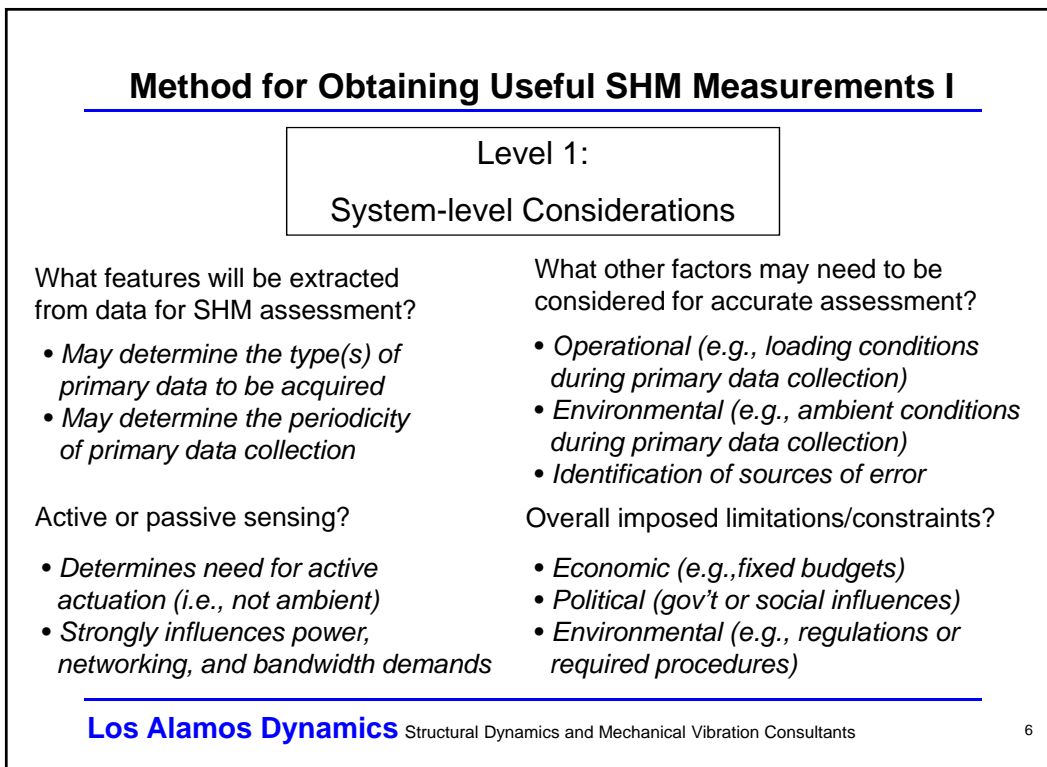 Method for Obtaining Useful SHM Measurements I
Level 1:
System-level Considerations
What features will be extracted
from data for SHM assessment?
• May determine the type(s) of
primary data to be acquired
• May determine the periodicity
of primary data collection
What other factors may need to be
considered for accurate assessment?
• Operational (e.g., loading conditions
during primary data collection)
• Environmental (e.g., ambient conditions
during primary data collection)
• Identification of sources of error
Active or passive sensing?
• Determines need for active
actuation (i.e., not ambient)
• Strongly influences power,
networking, and bandwidth demands
Overall imposed limitations/constraints?
• Economic (e.g.,fixed budgets)
• Political (gov't or social influences)
• Environmental (e.g., regulations or
required procedures)
Los Alamos Dynamics Structural Dynamics and Mechanical Vibration Consultants
6